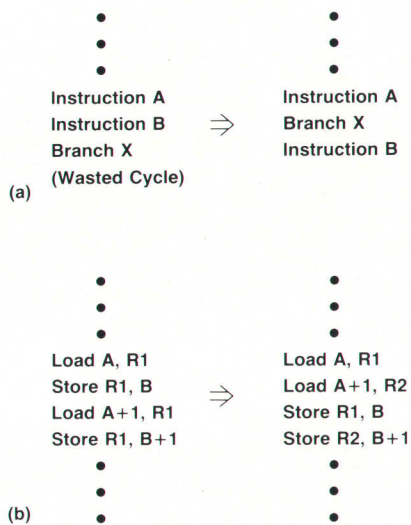 Instruction A
Instruction B
Branch X
(Wasted Cycle)
(a)
⇒
Instruction A
Branch X
Instruction B
Load A, R1
Store R1, B
Load A+1, R1
Store R1, B+1
(b)
⇒
Load A, R1
Load A+1, R2
Store R1, B
Store R2, B+1